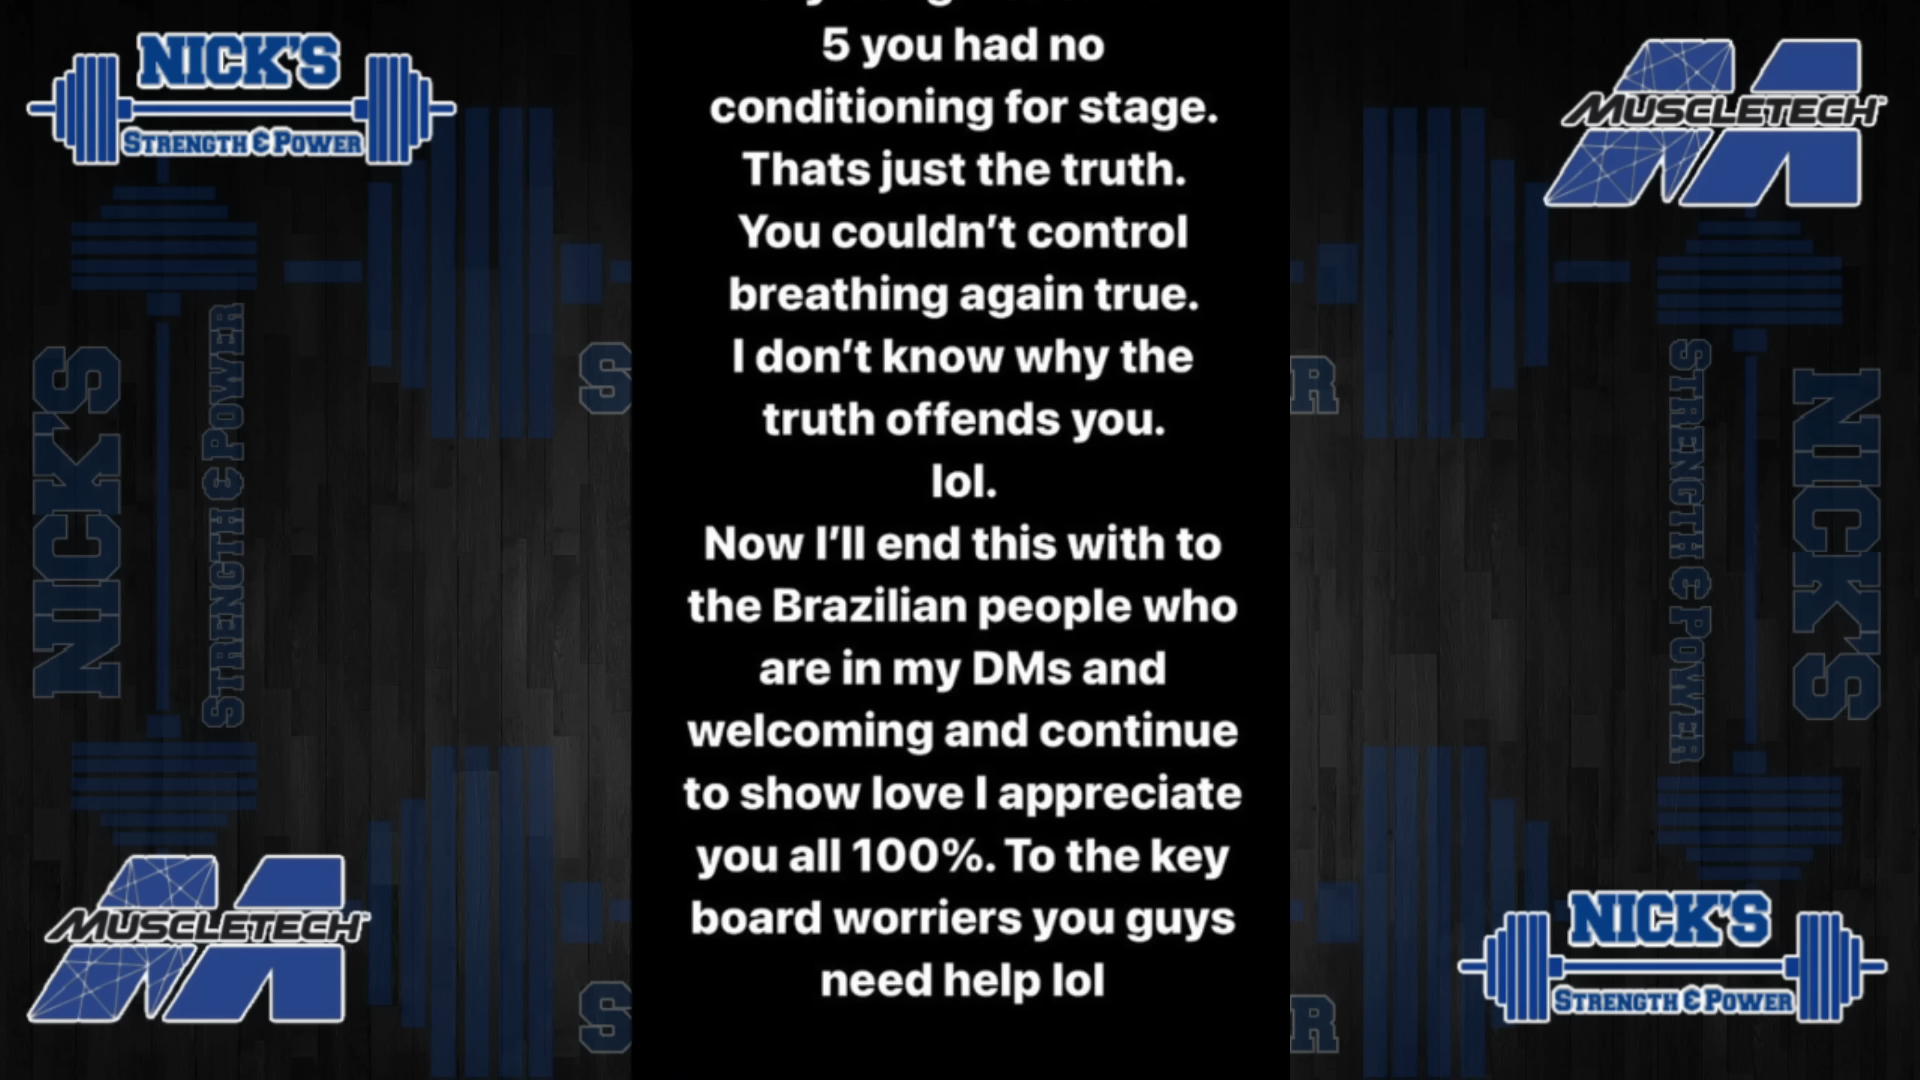 NICK'S
STRENGTH & POWER
MUSCLETECH
5 you had no
conditioning for stage.
Thats just the truth.
You couldn't control
breathing again true.
I don't know why the
truth offends you.
lol.
Now I'll end this with to
the Brazilian people who
are in my DMs and
welcoming and continue
to show love I appreciate
you all 100%. To the key
board worriers you guys
need help lol
NICK'S
STRENGTH & POWER
STRENGTH & POWER
NICK'S
MUSCLETECH
NICK'S
STRENGTH & POWER